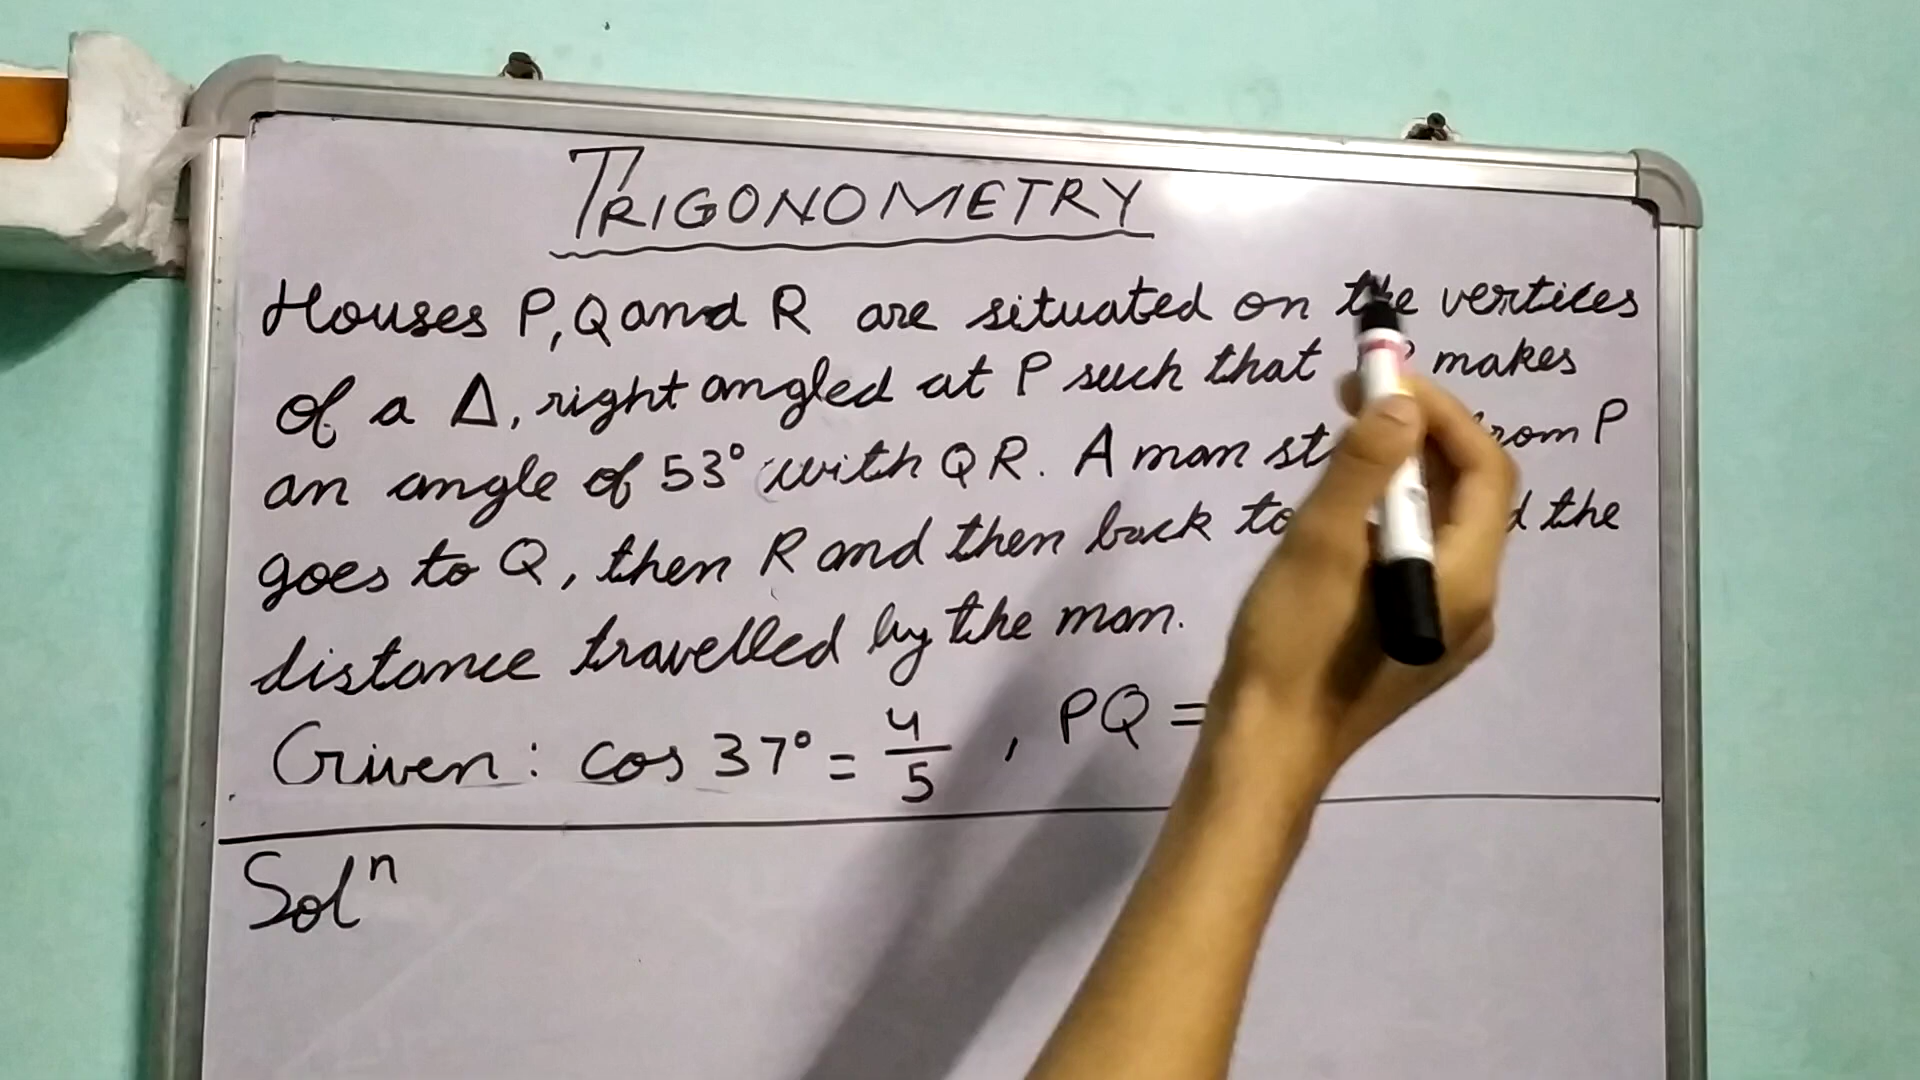 TRIGONOMETRY
Houses P, Q and R are situated on the vertices
of a Δ, right angled at P such that makes
an angle of 53° with QR. A man from P
goes to Q, then R and then back to the
distance travelled by the man.
Given: cos 37° = 4/5 , PQ =
Solⁿ